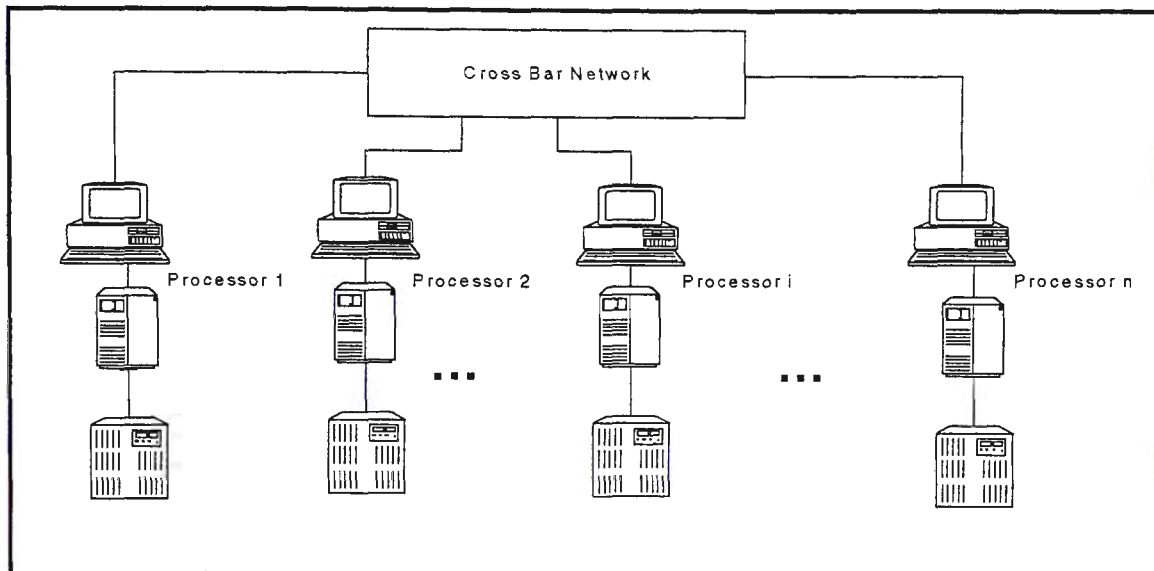 Cross Bar Network
Processor 1
Processor 2
Processor i
Processor n